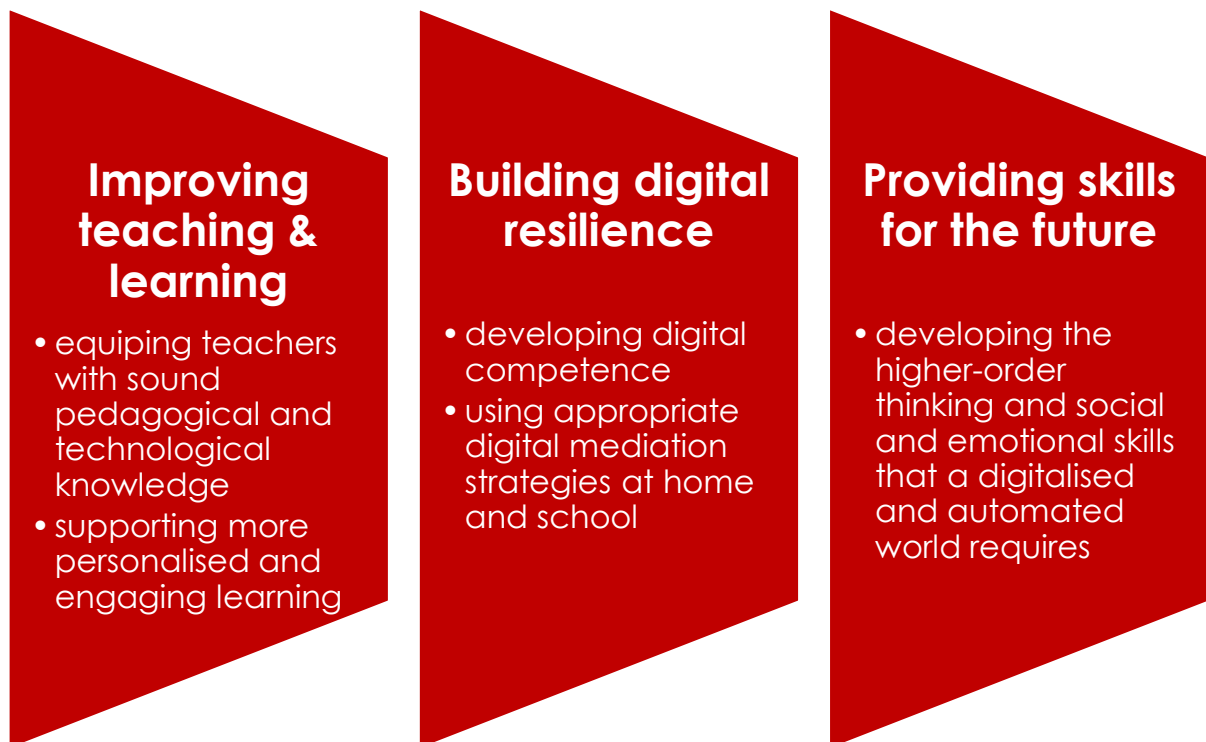 Improving
teaching &
learning
• equiping teachers
with sound
pedagogical and
technological
knowledge
• supporting more
personalised and
engaging learning
Building digital
resilience
• developing digital
competence
• using appropriate
digital mediation
strategies at home
and school
Providing skills
for the future
• developing the
higher-order
thinking and social
and emotional skills
that a digitalised
and automated
world requires